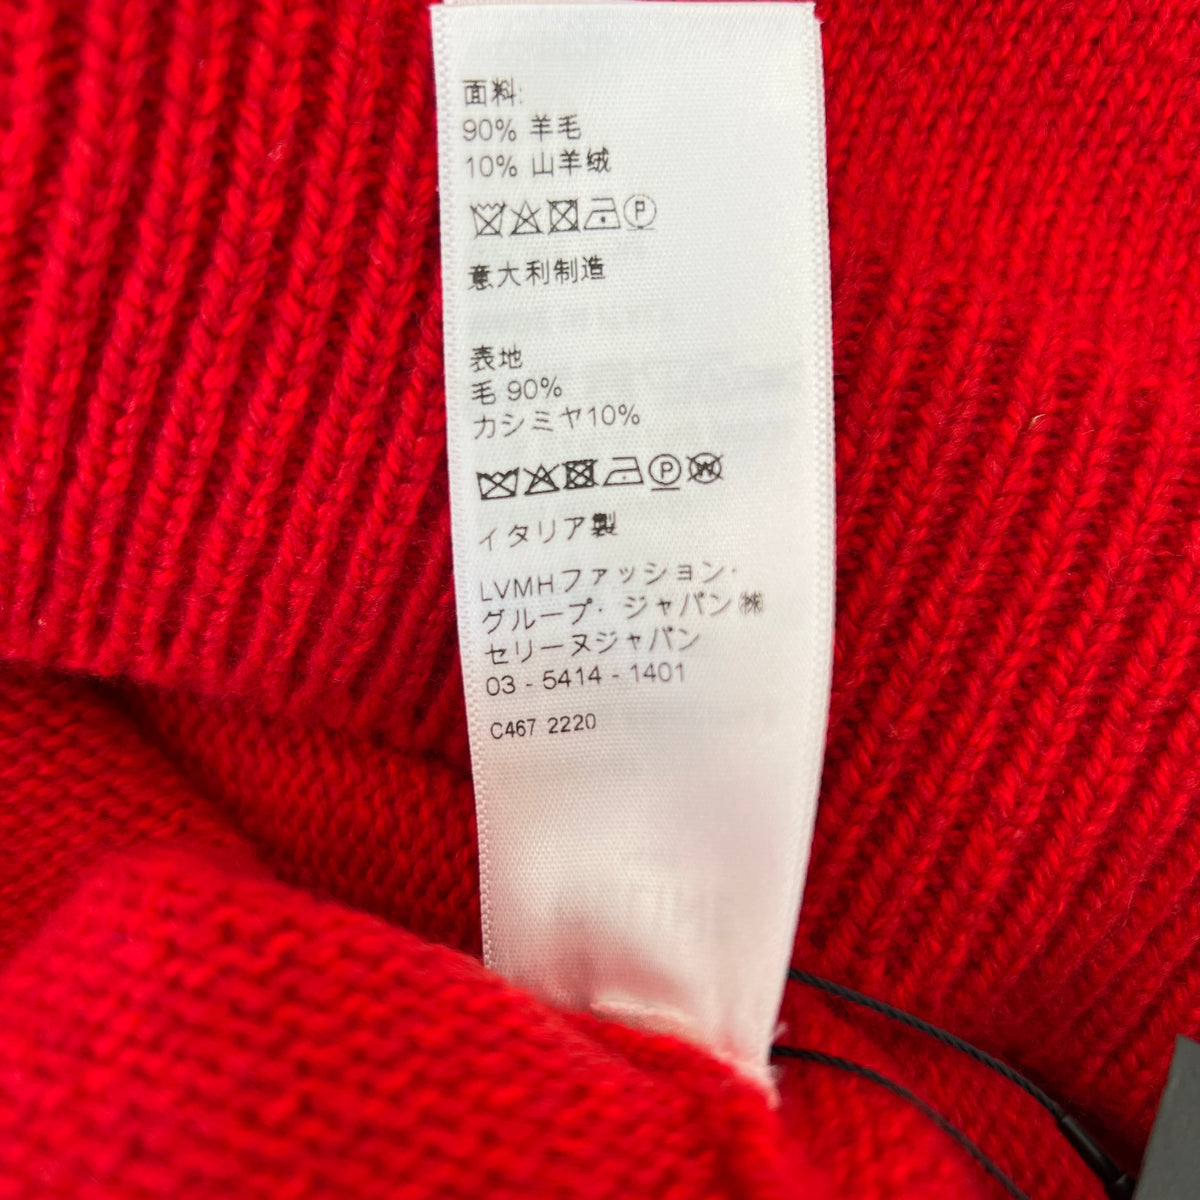 面料:
90% 羊毛
10% 山羊绒
P
意大利制造
表地
毛 90%
カシミヤ10%
P W
イタリア製
LVMHファッション・
グループ・ジャパン㈱
セリーヌジャパン
03 - 5414 - 1401
C467 2220